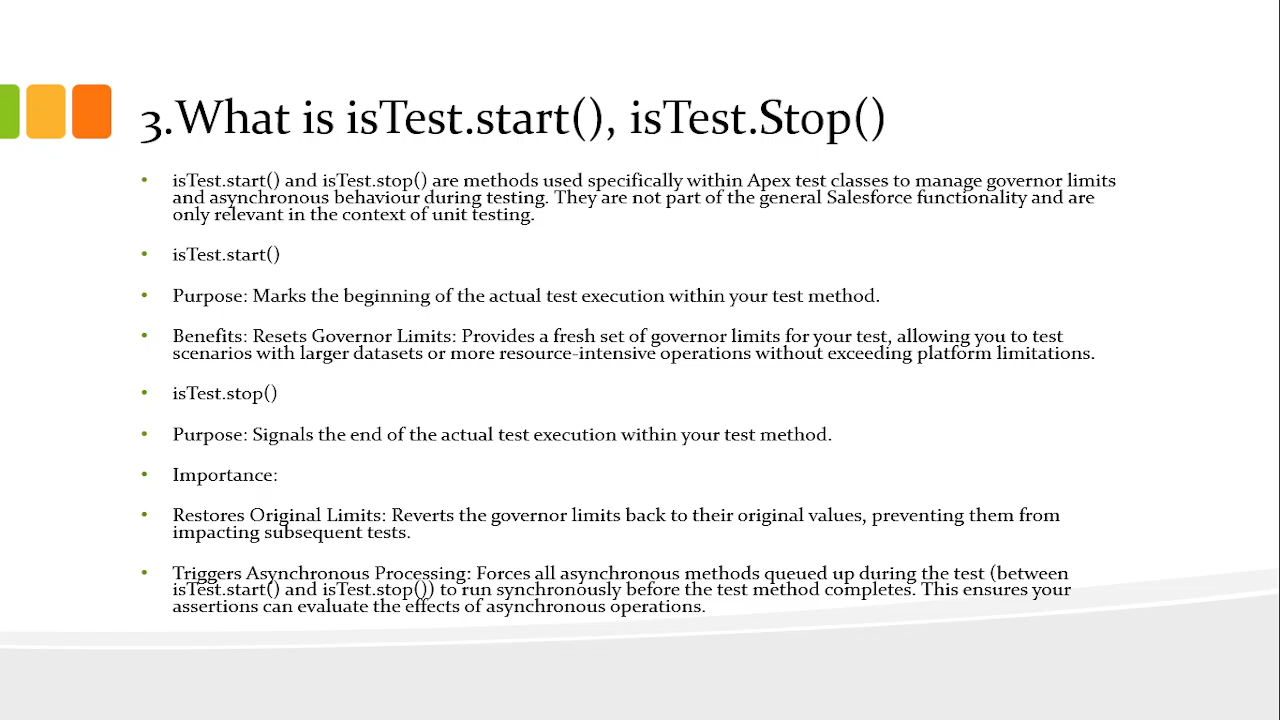 3.What is isTest.start(), isTest.Stop()
• isTest.start() and isTest.stop() are methods used specifically within Apex test classes to manage governor limits
and asynchronous behaviour during testing. They are not part of the general Salesforce functionality and are
only relevant in the context of unit testing.
• isTest.start()
• Purpose: Marks the beginning of the actual test execution within your test method.
• Benefits: Resets Governor Limits: Provides a fresh set of governor limits for your test, allowing you to test
scenarios with larger datasets or more resource-intensive operations without exceeding platform limitations.
• isTest.stop()
• Purpose: Signals the end of the actual test execution within your test method.
• Importance:
• Restores Original Limits: Reverts the governor limits back to their original values, preventing them from
impacting subsequent tests.
• Triggers Asynchronous Processing: Forces all asynchronous methods queued up during the test (between
isTest.start() and isTest.stop()) to run synchronously before the test method completes. This ensures your
assertions can evaluate the effects of asynchronous operations.